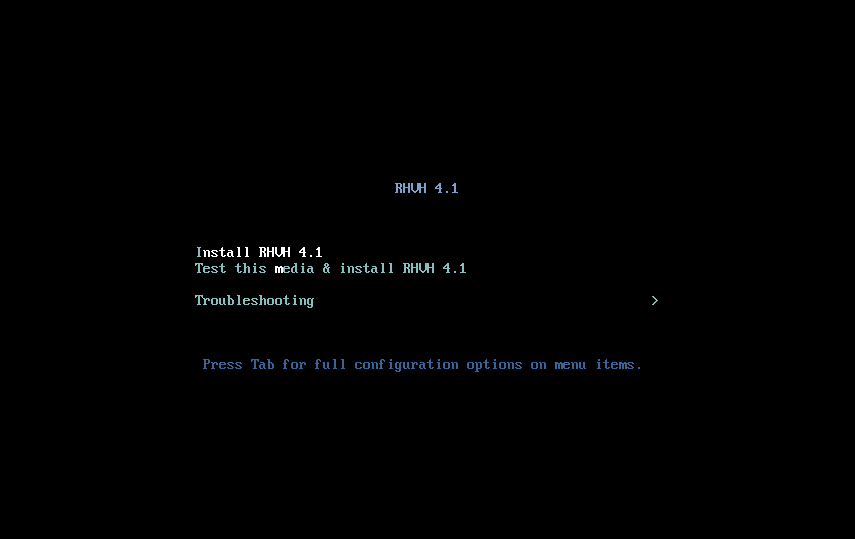 RHVH 4.1
Install RHVH 4.1
Test this media & install RHVH 4.1
Troubleshooting >
Press Tab for full configuration options on menu items.